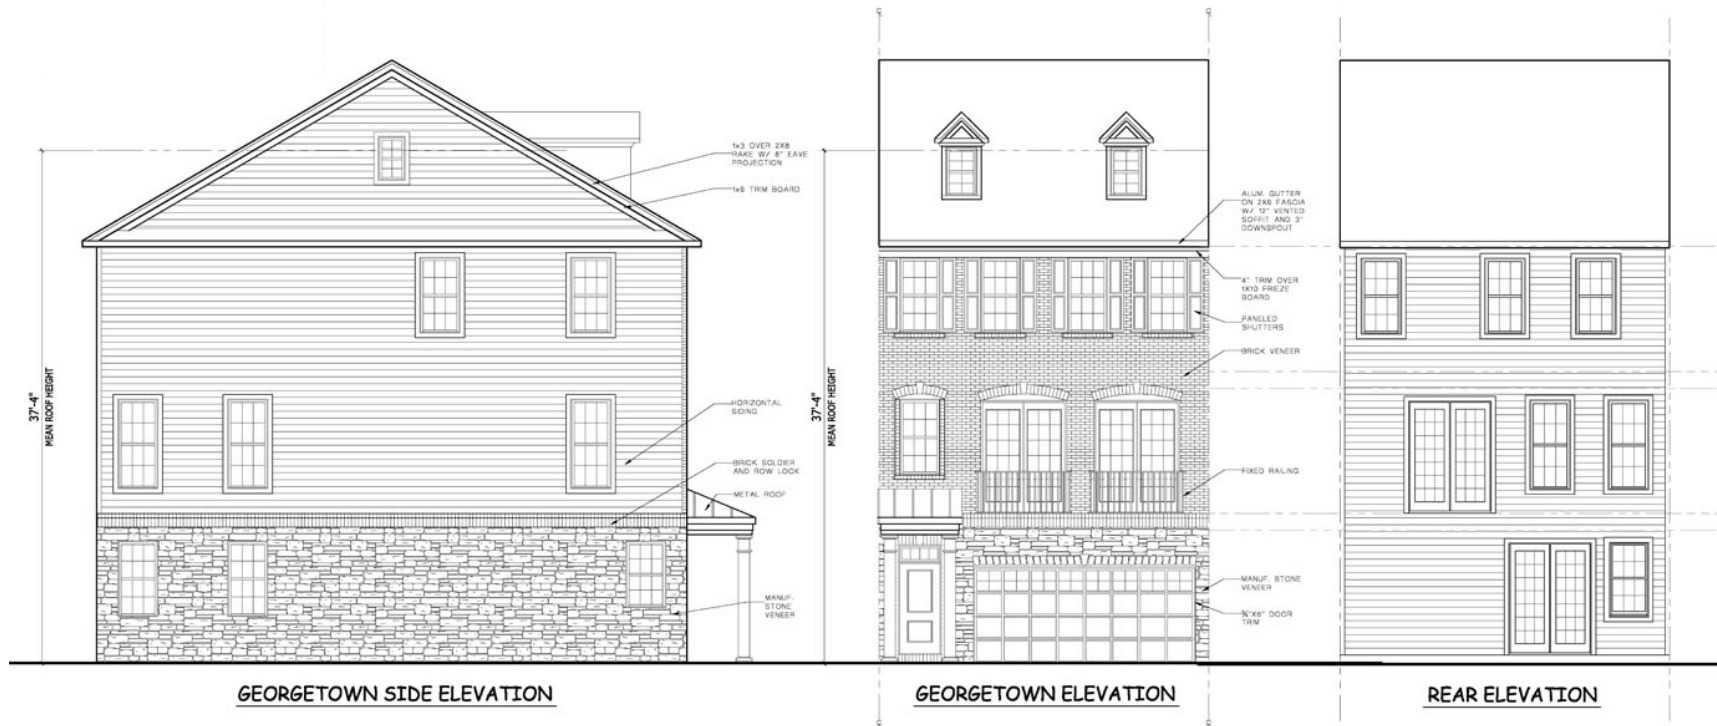 1x3 OVER 2X8
RAKE W/ 8" EAVE
PROJECTION
1x6 TRIM BOARD
37'-4"
MEAN ROOF HEIGHT
HORIZONTAL
SIDING
BRICK SOLDIER
AND ROW LOCK
METAL ROOF
MANUF.
STONE
VENEER
GEORGETOWN SIDE ELEVATION
37'-4"
MEAN ROOF HEIGHT
ALUM. GUTTER
ON 2X6 FASCIA
W/ 12" VENTED
SOFFIT AND 3"
DOWNSPOUT
4" TRIM OVER
1X10 FRIEZE
BOARD
PANELED
SHUTTERS
BRICK VENEER
FIXED RAILING
MANUF. STONE
VENEER
DOOR
TRIM
GEORGETOWN ELEVATION
REAR ELEVATION